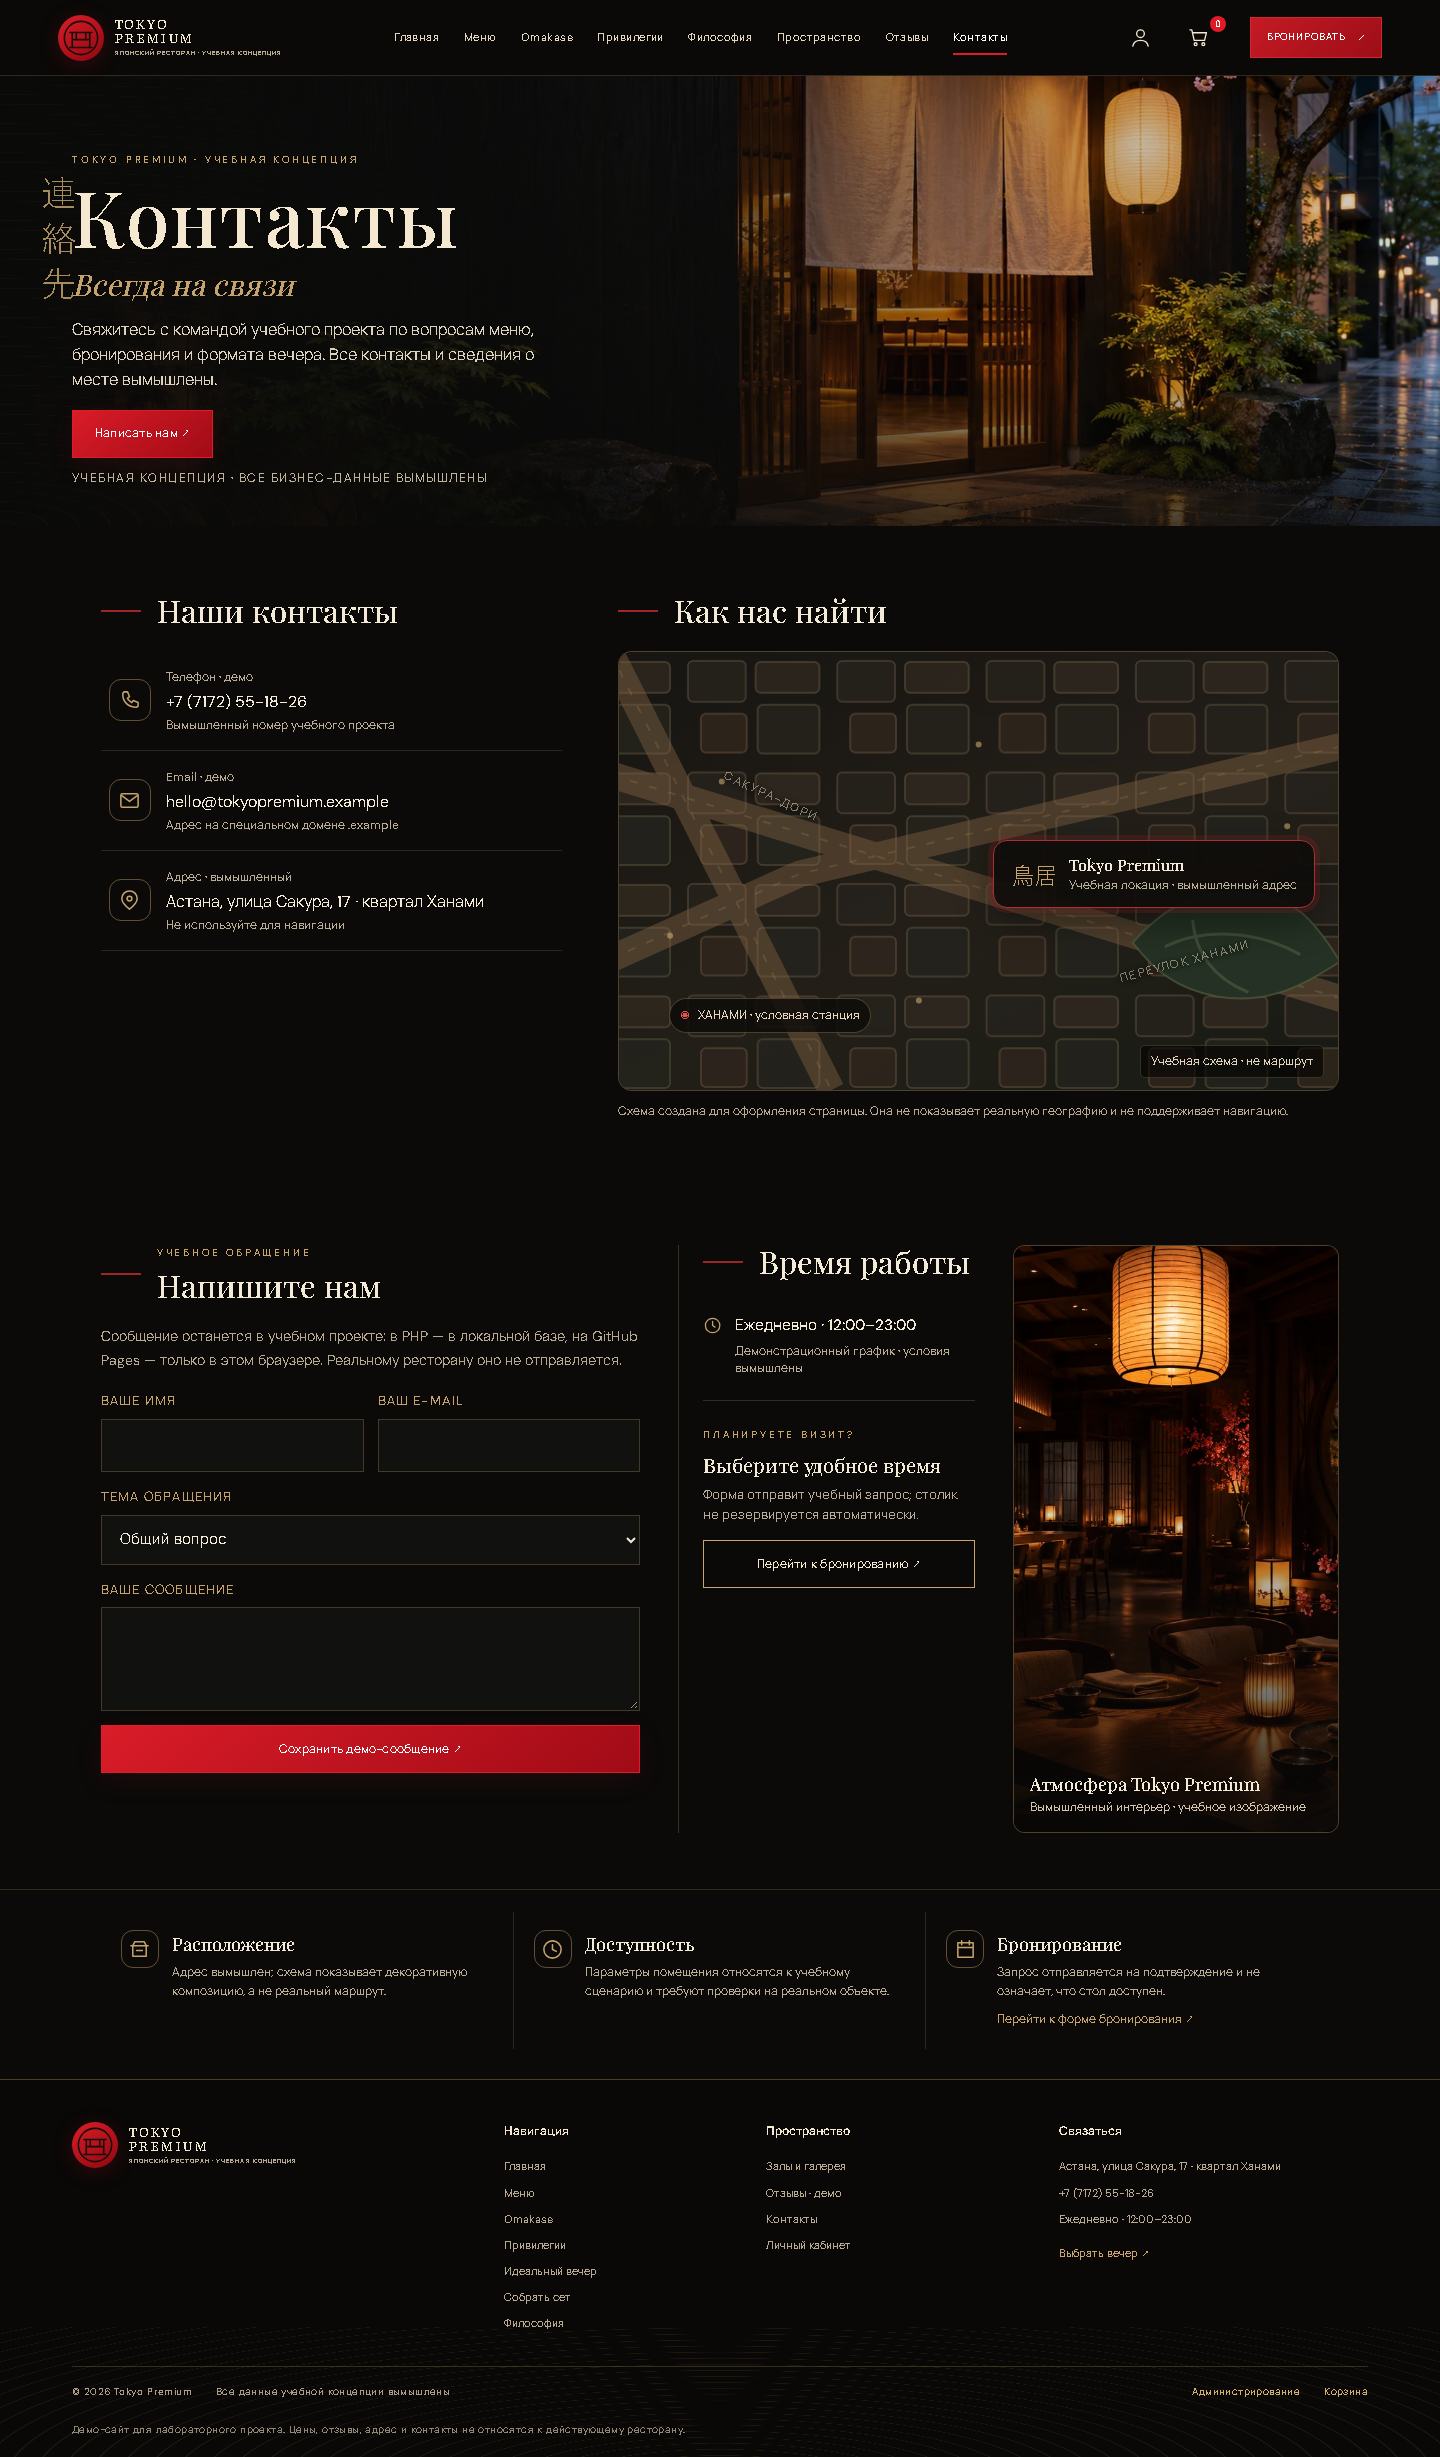 TOKYO
PREMIUM
ЯПОНСКИЙ РЕСТОРАН · УЧЕБНАЯ КОНЦЕПЦИЯ
Главная
Меню
Omakase
Привилегии
Философия
Пространство
Отзывы
Контакты
0
БРОНИРОВАТЬ ↗
TOKYO PREMIUM · УЧЕБНАЯ КОНЦЕПЦИЯ
連絡先
Контакты
Всегда на связи
Свяжитесь с командой учебного проекта по вопросам меню,
бронирования и формата вечера. Все контакты и сведения о
месте вымышлены.
Написать нам ↗
УЧЕБНАЯ КОНЦЕПЦИЯ · ВСЕ БИЗНЕС-ДАННЫЕ ВЫМЫШЛЕНЫ
Наши контакты
Телефон · демо
+7 (7172) 55-18-26
Вымышленный номер учебного проекта
Email · демо
hello@tokyopremium.example
Адрес на специальном домене .example
Адрес · вымышленный
Астана, улица Сакура, 17 · квартал Ханами
Не используйте для навигации
Как нас найти
САКУРА-ДОРИ
鳥居
Tokyo Premium
Учебная локация · вымышленный адрес
ПЕРЕУЛОК ХАНАМИ
ХАНАМИ · условная станция
Учебная схема · не маршрут
Схема создана для оформления страницы. Она не показывает реальную географию и не поддерживает навигацию.
УЧЕБНОЕ ОБРАЩЕНИЕ
Напишите нам
Сообщение останется в учебном проекте: в PHP — в локальной базе, на GitHub
Pages — только в этом браузере. Реальному ресторану оно не отправляется.
ВАШЕ ИМЯ
ВАШ E-MAIL
ТЕМА ОБРАЩЕНИЯ
Общий вопрос
ВАШЕ СООБЩЕНИЕ
Сохранить демо-сообщение ↗
Время работы
Ежедневно · 12:00–23:00
Демонстрационный график · условия
вымышлены
ПЛАНИРУЕТЕ ВИЗИТ?
Выберите удобное время
Форма отправит учебный запрос; столик
не резервируется автоматически.
Перейти к бронированию ↗
Атмосфера Tokyo Premium
Вымышленный интерьер · учебное изображение
Расположение
Адрес вымышлен; схема показывает декоративную
композицию, а не реальный маршрут.
Доступность
Параметры помещения относятся к учебному
сценарию и требуют проверки на реальном объекте.
Бронирование
Запрос отправляется на подтверждение и не
означает, что стол доступен.
Перейти к форме бронирования ↗
TOKYO
PREMIUM
ЯПОНСКИЙ РЕСТОРАН · УЧЕБНАЯ КОНЦЕПЦИЯ
Навигация
Главная
Меню
Omakase
Привилегии
Идеальный вечер
Собрать сет
Философия
Пространство
Залы и галерея
Отзывы · демо
Контакты
Личный кабинет
Связаться
Астана, улица Сакура, 17 · квартал Ханами
+7 (7172) 55-18-26
Ежедневно · 12:00–23:00
Выбрать вечер ↗
© 2026 Tokyo Premium
Все данные учебной концепции вымышлены
Администрирование
Корзина
Демо-сайт для лабораторного проекта. Цены, отзывы, адрес и контакты не относятся к действующему ресторану.